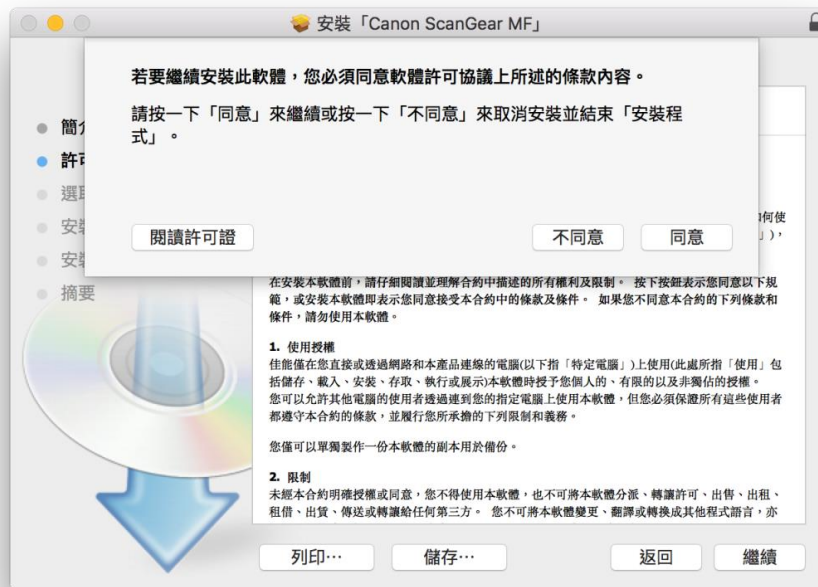 安裝「Canon ScanGear MF」
若要繼續安裝此軟體，您必須同意軟體許可協議上所述的條款內容。
請按一下「同意」來繼續或按一下「不同意」來取消安裝並結束「安裝程
式」。
閱讀許可證
不同意
同意
簡
許
選
安
安
摘要
何使
」)，
在安裝本軟體前，請仔細閱讀並理解合約中描述的所有權利及限制。 按下按鈕表示您同意以下規
範，或安裝本軟體即表示您同意接受本合約中的條款及條件。 如果您不同意本合約的下列條款和
條件，請勿使用本軟體。
1. 使用授權
佳能僅在您直接或透過網路和本產品連線的電腦(以下指「特定電腦」)上使用(此處所指「使用」包
括儲存、載入、安裝、存取、執行或展示)本軟體時授予您個人的、有限的以及非獨佔的授權。
您可以允許其他電腦的使用者透過連到您的指定電腦上使用本軟體，但您必須保證所有這些使用者
都遵守本合約的條款，並履行您所承擔的下列限制和義務。
您僅可以單獨製作一份本軟體的副本用於備份。
2. 限制
未經本合約明確授權或同意，您不得使用本軟體，也不可將本軟體分派、轉讓許可、出售、出租、
租借、出賃、傳送或轉讓給任何第三方。 您不可將本軟體變更、翻譯或轉換成其他程式語言，亦
列印⋯
儲存⋯
返回
繼續